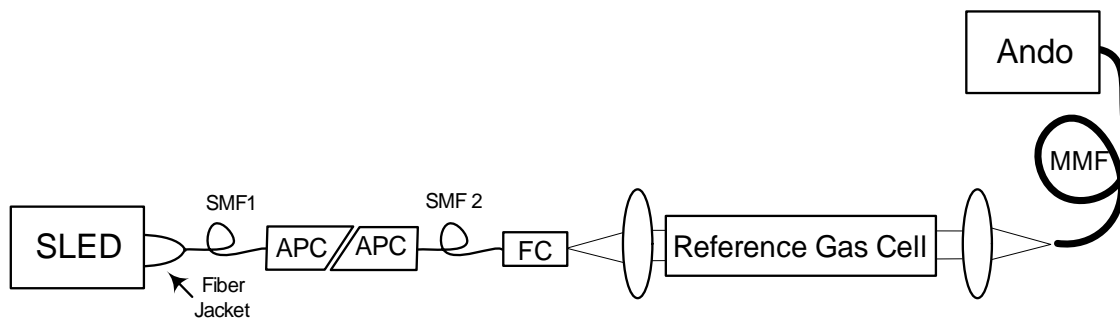 Ando
MMF
SMF1
SMF 2
SLED
APC
APC
FC
Reference Gas Cell
Fiber
Jacket